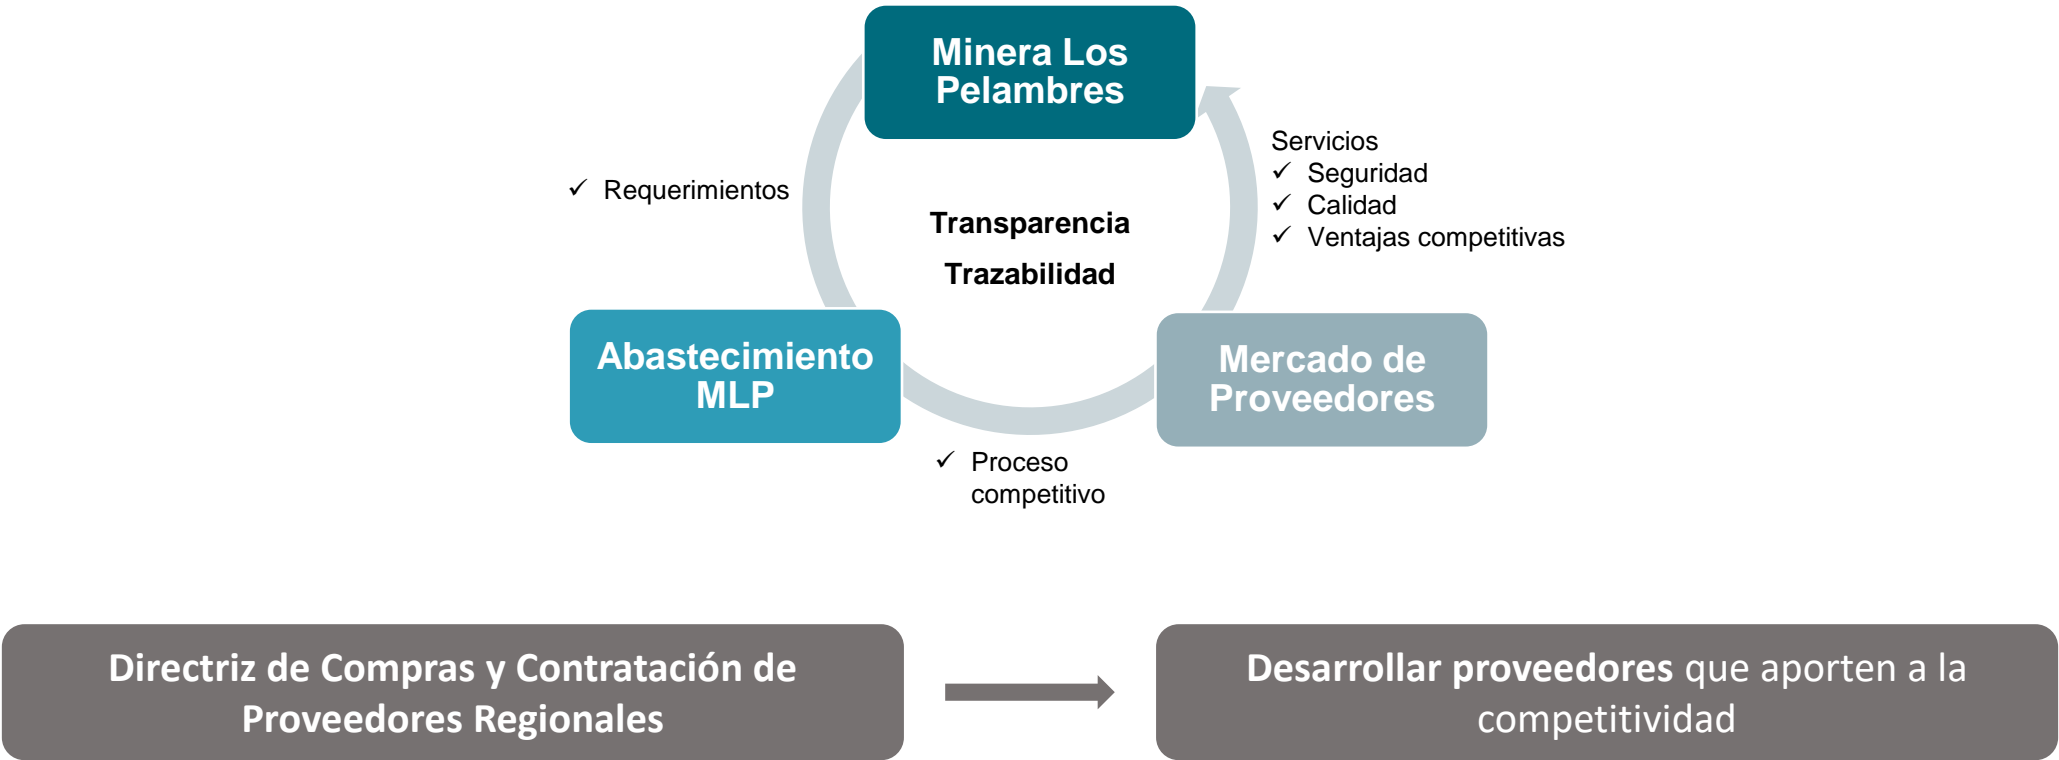 Minera Los
Pelambres
✓ Requerimientos
Servicios
✓ Seguridad
✓ Calidad
✓ Ventajas competitivas
Transparencia
Trazabilidad
Abastecimiento
MLP
Mercado de
Proveedores
✓ Proceso
competitivo
Directriz de Compras y Contratación de
Proveedores Regionales
Desarrollar proveedores que aporten a la
competitividad